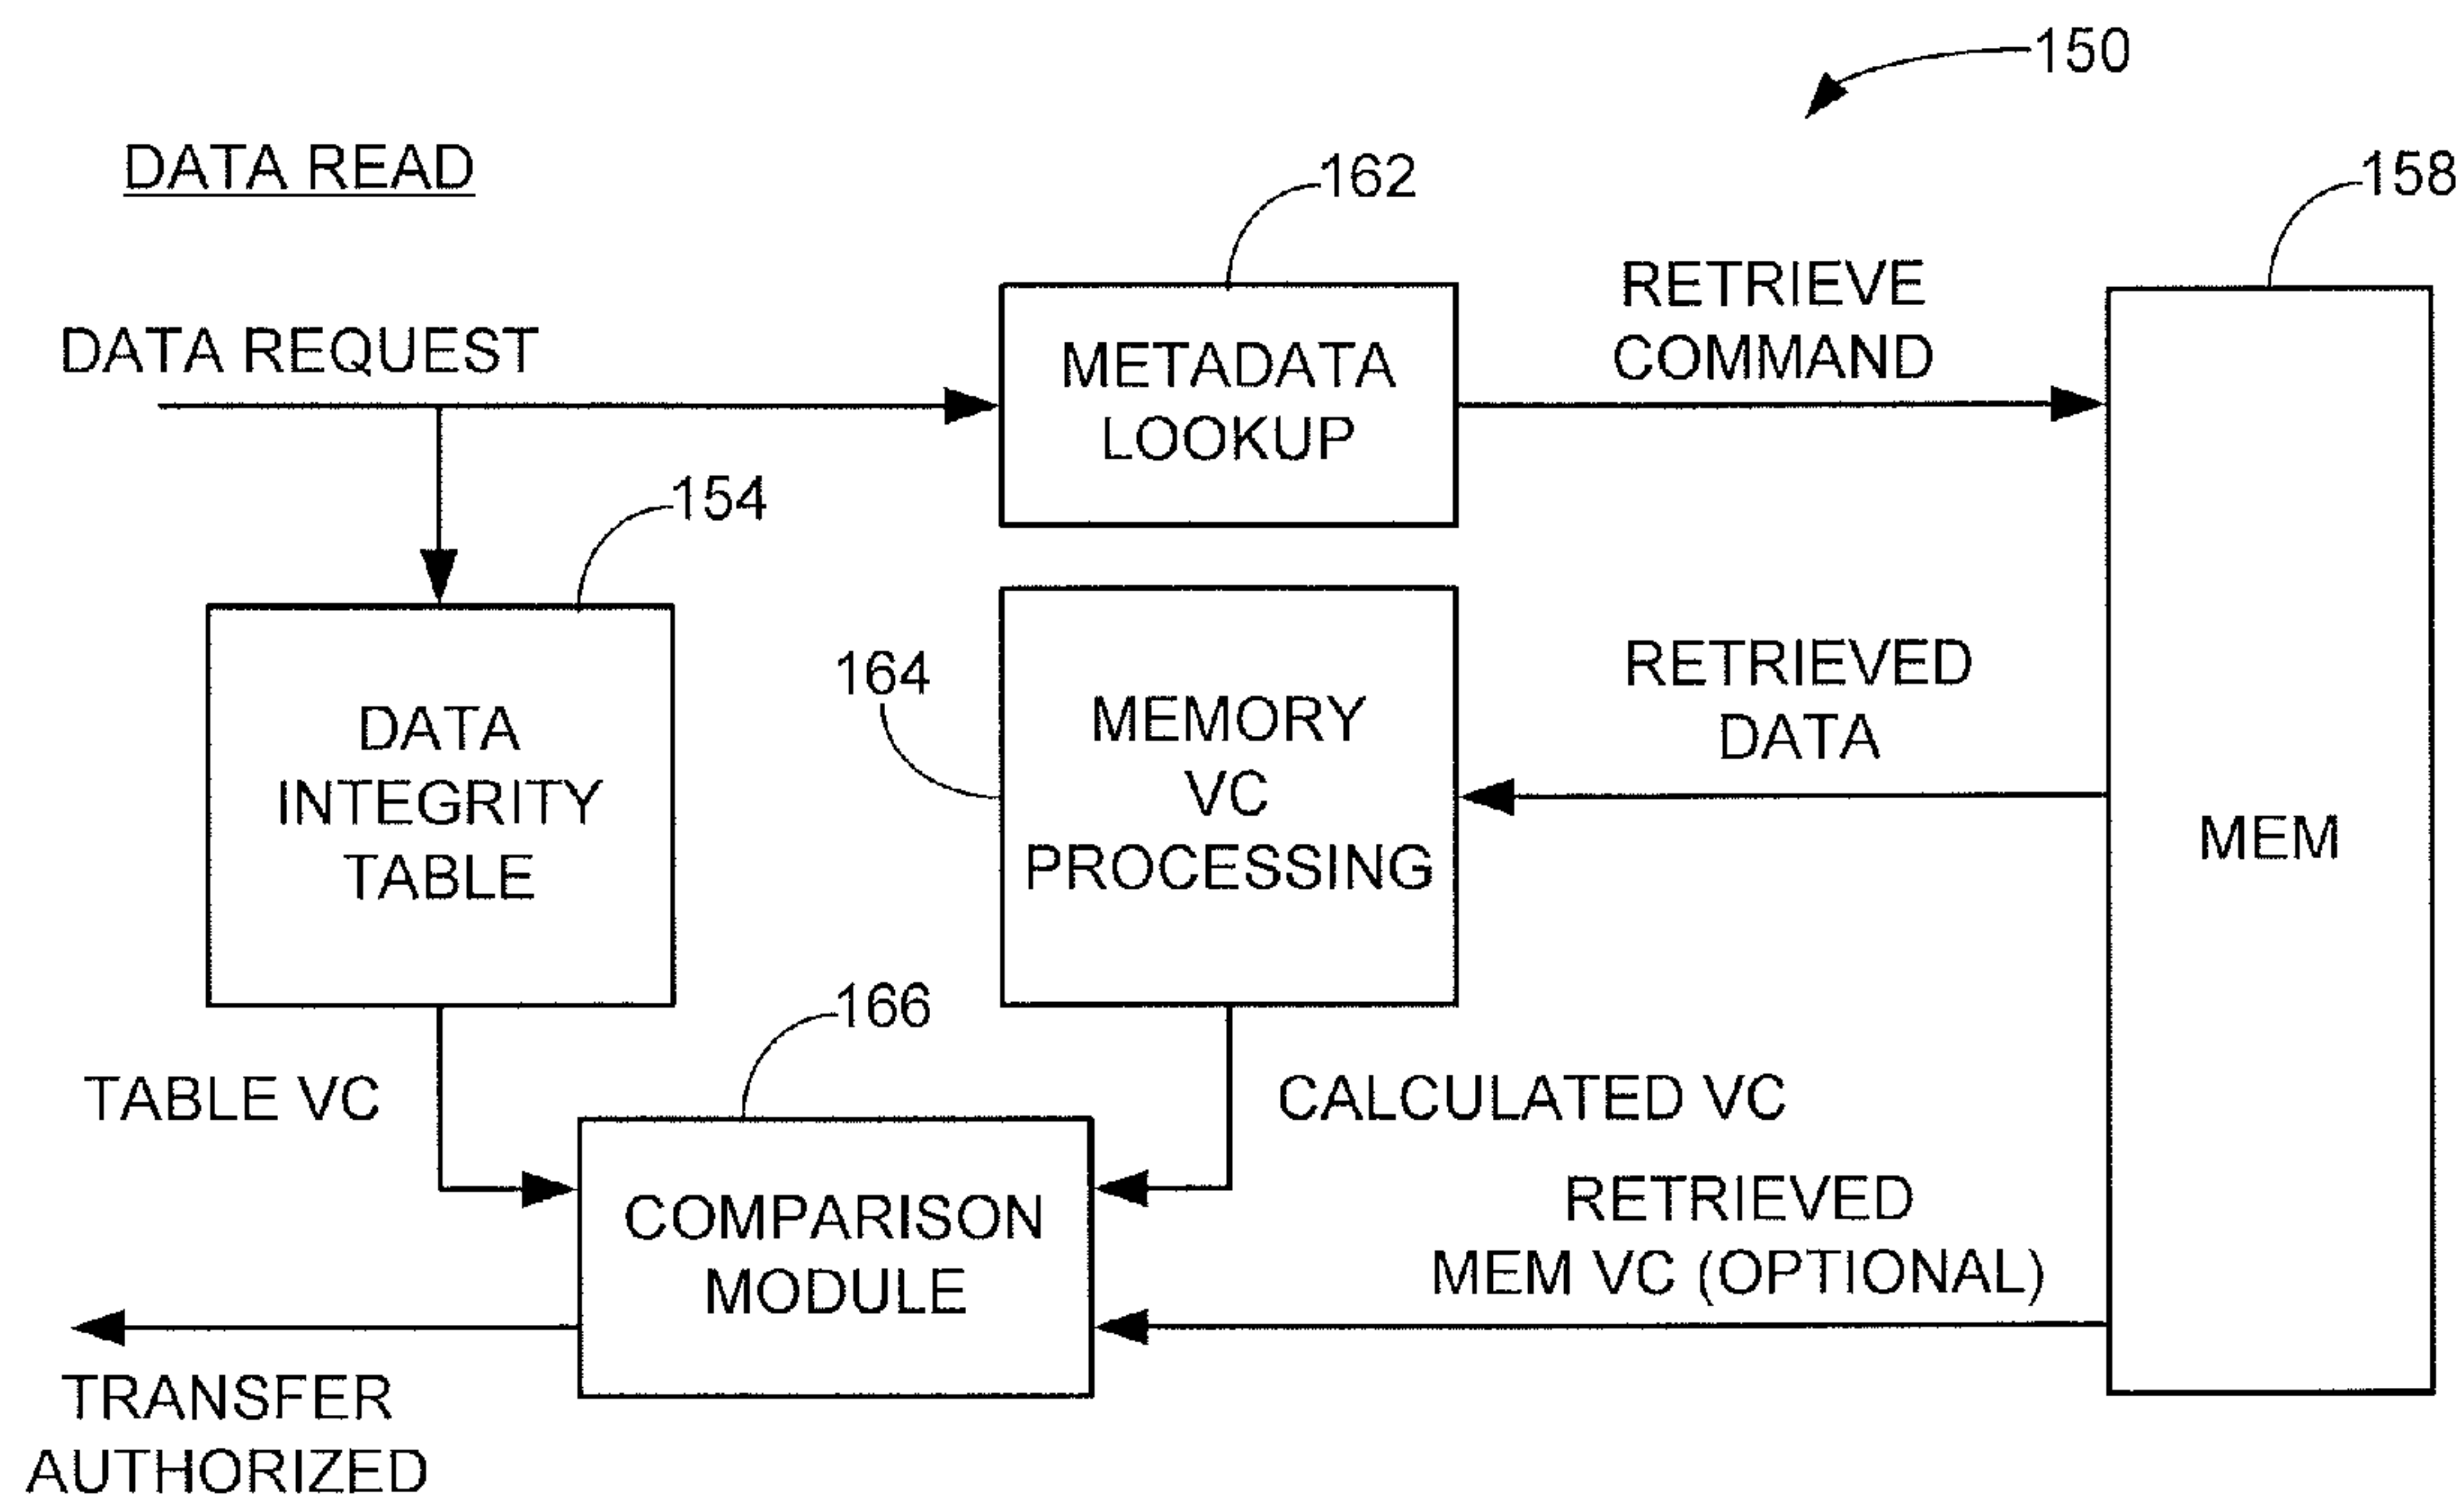 150
DATA READ
162
158
DATA REQUEST
METADATA
LOOKUP
RETRIEVE
COMMAND
154
DATA
INTEGRITY
TABLE
164
MEMORY
VC
PROCESSING
RETRIEVED
DATA
MEM
166
TABLE VC
CALCULATED VC
COMPARISON
MODULE
RETRIEVED
MEM VC (OPTIONAL)
TRANSFER
AUTHORIZED